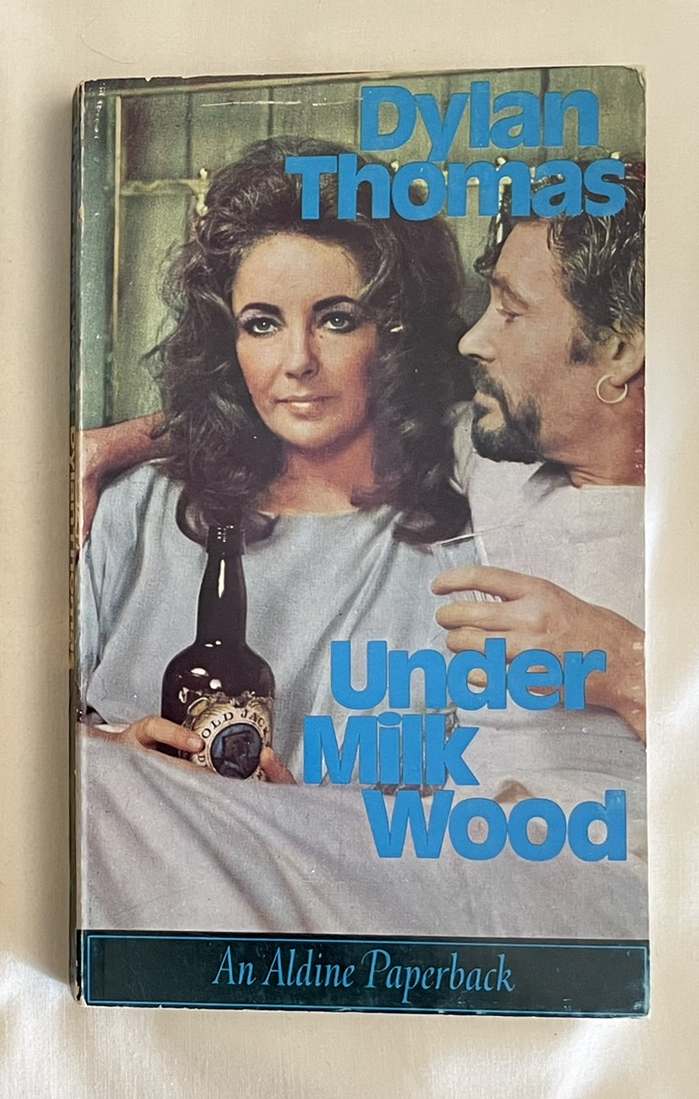 Dylan
Thomas
OLD JACK
Under
Milk
Wood
An Aldine Paperback